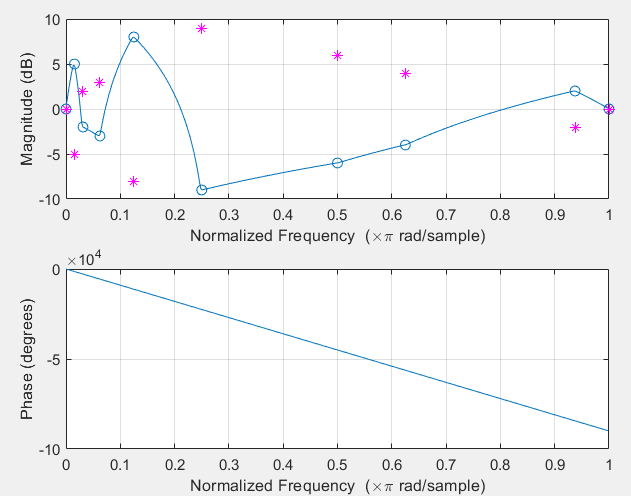 10
5
0
-5
-10
Magnitude (dB)
0 0.1 0.2 0.3 0.4 0.5 0.6 0.7 0.8 0.9 1
Normalized Frequency (×π rad/sample)
×10⁴
0
-5
-10
Phase (degrees)
0 0.1 0.2 0.3 0.4 0.5 0.6 0.7 0.8 0.9 1
Normalized Frequency (×π rad/sample)